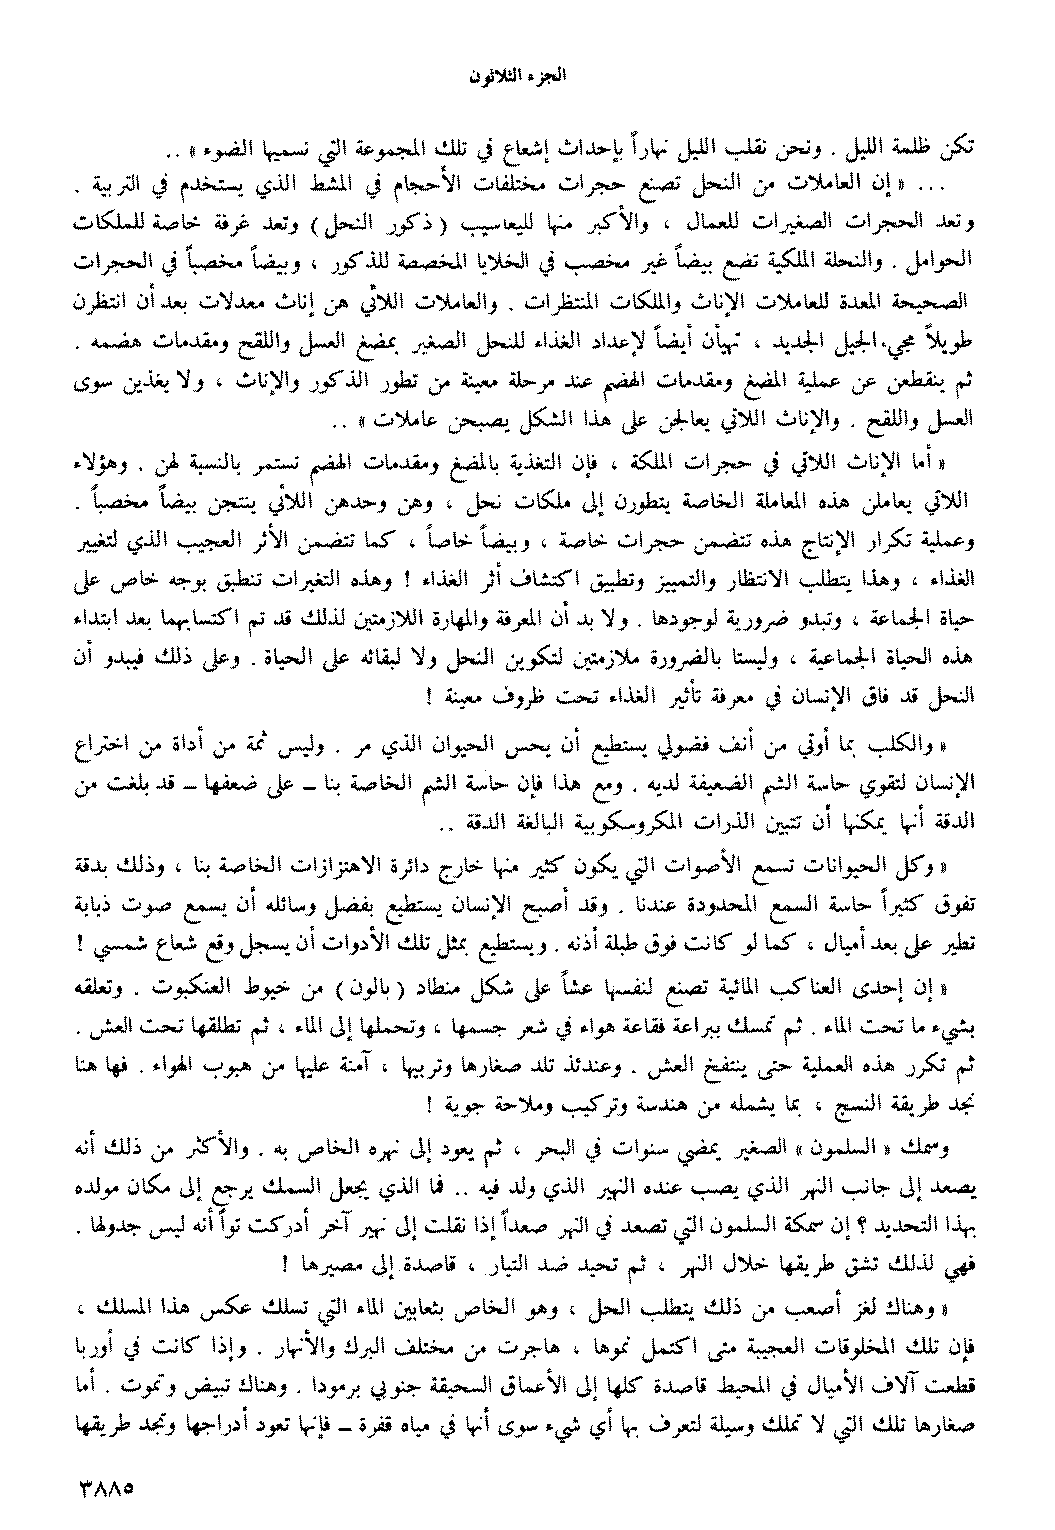 الجزء الثلاثون
تكن ظلمة الليل . ونحن نقلب الليل نهاراً بإحداث إشعاع في تلك المجموعة التي نسميها الضوء » ..
... « إن العاملات من النحل تصنع حجرات مختلفات الأحجام في المشط الذي يستخدم في التربية .
وتعد الحجرات الصغيرات للعمال ، والأكبر منها لليعاسيب ( ذكور النحل ) وتعد غرفة خاصة للملكات
الحوامل . والنحلة الملكية تضع بيضاً غير مخصب في الخلايا المخصصة للذكور ، وبيضاً مخصباً في الحجرات
الصحيحة المعدة للعاملات الإناث والملكات المنتظرات . والعاملات اللائي هن إناث معدلات بعد أن انتظرن
طويلاً مجيء الجيل الجديد ، تهيأن أيضاً لإعداد الغذاء للنحل الصغير بمضغ العسل واللقح ومقدمات هضمه .
ثم ينقطعن عن عملية المضغ ومقدمات الهضم عند مرحلة معينة من تطور الذكور والإناث ، ولا يغذين سوى
العسل واللقح . والإناث اللاتي يعالجن على هذا الشكل يصبحن عاملات » ..
« أما الإناث اللاتي في حجرات الملكة ، فإن التغذية بالمضغ ومقدمات الهضم تستمر بالنسبة لهن . وهؤلاء
اللاتي يعاملن هذه المعاملة الخاصة يتطورون إلى ملكات نحل ، وهن وحدهن اللائي ينتجن بيضاً مخصباً .
وعملية تكرار الإنتاج هذه تتضمن حجرات خاصة ، وبيضاً خاصاً ، كما تتضمن الأثر العجيب الذي لتغيير
الغذاء ، وهذا يتطلب الانتظار والتمييز وتطبيق اكتشاف أثر الغذاء ! وهذه التغيرات تنطبق بوجه خاص على
حياة الجماعة ، وتبدو ضرورية لوجودها . ولا بد أن المعرفة والمهارة اللازمتين لذلك قد تم اكتسابهما بعد ابتداء
هذه الحياة الجماعية ، وليستا بالضرورة ملازمتين لتكوين النحل ولا لبقائه على الحياة . وعلى ذلك فيبدو أن
النحل قد فاق الإنسان في معرفة تأثير الغذاء تحت ظروف معينة !
« والكلب بما أوتي من أنف فضولي يستطيع أن يحس الحيوان الذي مر . وليس ثمة من أداة من اختراع
الإنسان لتقوي حاسة الشم الضعيفة لديه . ومع هذا فإن حاسة الشم الخاصة بنا – على ضعفها – قد بلغت من
الدقة أنها يمكنها أن تتبين الذرات المكروسكوبية البالغة الدقة ..
« وكل الحيوانات تسمع الأصوات التي يكون كثير منها خارج دائرة الاهتزازات الخاصة بنا ، وذلك بدقة
تفوق كثيراً حاسة السمع المحدودة عندنا . وقد أصبح الإنسان يستطيع بفضل وسائله أن يسمع صوت ذبابة
تطير على بعد أميال ، كما لو كانت فوق طبلة أذنه . ويستطيع بمثل تلك الأدوات أن يسجل وقع شعاع شمسي !
« إن إحدى العناكب المائية تصنع لنفسها عشاً على شكل منطاد ( بالون ) من خيوط العنكبوت . وتعلقه
بشيء ما تحت الماء . ثم تمسك ببراعة فقاعة هواء في شعر جسمها ، وتحملها إلى الماء ، ثم تطلقها تحت العش .
ثم تكرر هذه العملية حتى ينتفخ العش . وعندئذ تلد صغارها وتربيها ، آمنة عليها من هبوب الهواء . فها هنا
نجد طريقة النسج ، بما يشمله من هندسة وتركيب وملاحة جوية !
وسمك « السلمون » الصغير يمضي سنوات في البحر ، ثم يعود إلى نهره الخاص به . والأكثر من ذلك أنه
يصعد إلى جانب النهر الذي يصب عنده النهير الذي ولد فيه .. فما الذي يجعل السمك يرجع إلى مكان مولده
بهذا التحديد ؟ إن سمكة السلمون التي تصعد في النهر صعداً إذا نقلت إلى نهير آخر أدركت تواً أنه ليس جدولها .
فهي لذلك تشق طريقها خلال النهر ، ثم تحيد ضد التيار ، قاصدة إلى مصيرها !
« وهناك لغز أصعب من ذلك يتطلب الحل ، وهو الخاص بثعابين الماء التي تسلك عكس هذا المسلك ،
فإن تلك المخلوقات العجيبة متى اكتمل نموها ، هاجرت من مختلف البرك والأنهار . وإذا كانت في أوربا
قطعت آلاف الأميال في المحيط قاصدة كلها إلى الأعماق السحيقة جنوبي برمودا . وهناك تبيض وتموت . أما
صغارها تلك التي لا تملك وسيلة لتعرف بها أي شيء سوى أنها في مياه قفرة – فإنها تعود أدراجها وتجد طريقها
٣٨٨٥